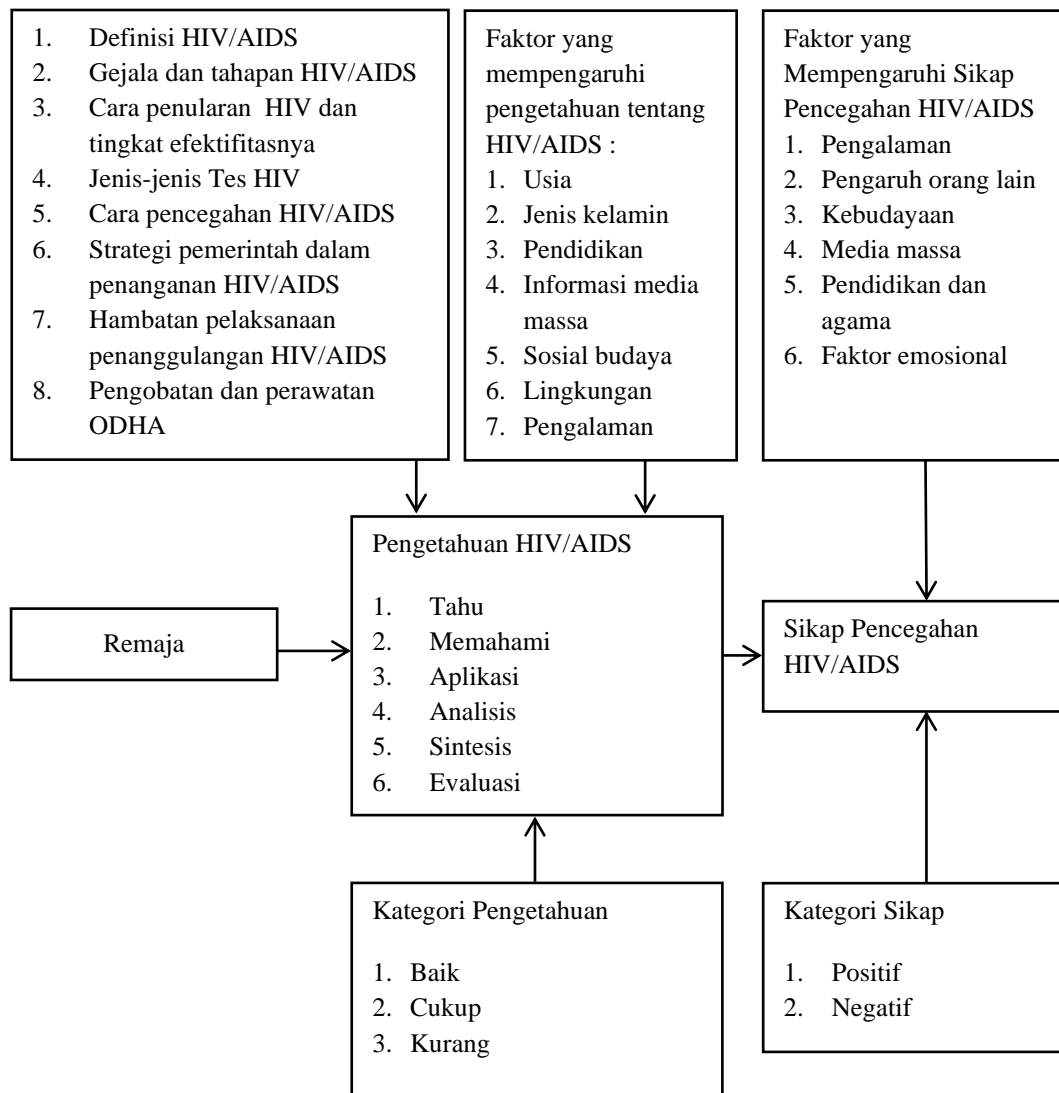 1. Definisi HIV/AIDS
2. Gejala dan tahapan HIV/AIDS
3. Cara penularan HIV dan
tingkat efektifitasnya
4. Jenis-jenis Tes HIV
5. Cara pencegahan HIV/AIDS
6. Strategi pemerintah dalam
penanganan HIV/AIDS
7. Hambatan pelaksanaan
penanggulangan HIV/AIDS
8. Pengobatan dan perawatan
ODHA
Faktor yang
mempengaruhi
pengetahuan tentang
HIV/AIDS :
1. Usia
2. Jenis kelamin
3. Pendidikan
4. Informasi media
massa
5. Sosial budaya
6. Lingkungan
7. Pengalaman
Faktor yang
Mempengaruhi Sikap
Pencegahan HIV/AIDS
1. Pengalaman
2. Pengaruh orang lain
3. Kebudayaan
4. Media massa
5. Pendidikan dan
agama
6. Faktor emosional
Remaja
Pengetahuan HIV/AIDS
1. Tahu
2. Memahami
3. Aplikasi
4. Analisis
5. Sintesis
6. Evaluasi
Sikap Pencegahan
HIV/AIDS
Kategori Pengetahuan
1. Baik
2. Cukup
3. Kurang
Kategori Sikap
1. Positif
2. Negatif